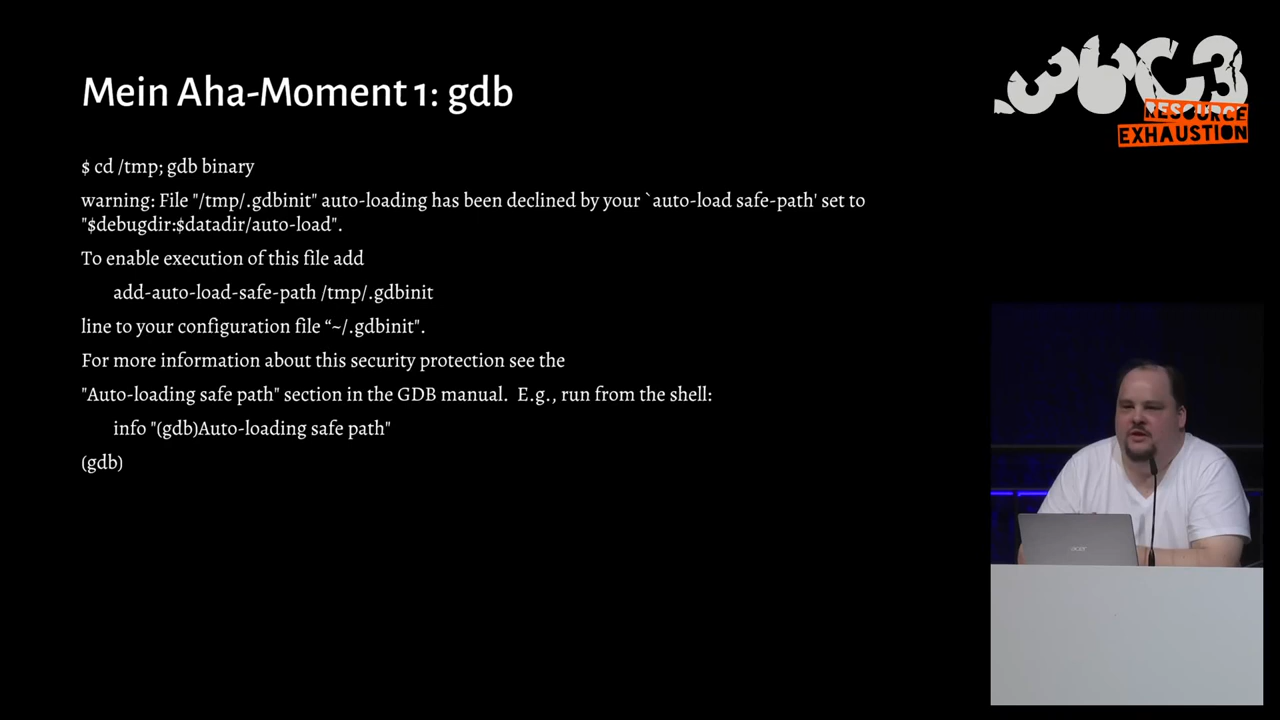 Mein Aha-Moment 1: gdb
36C3
RESOURCE
EXHAUSTION
$ cd /tmp; gdb binary
warning: File "/tmp/.gdbinit" auto-loading has been declined by your `auto-load safe-path' set to
"$debugdir:$datadir/auto-load".
To enable execution of this file add
add-auto-load-safe-path /tmp/.gdbinit
line to your configuration file “~/.gdbinit".
For more information about this security protection see the
"Auto-loading safe path" section in the GDB manual.  E.g., run from the shell:
info "(gdb)Auto-loading safe path"
(gdb)
acer